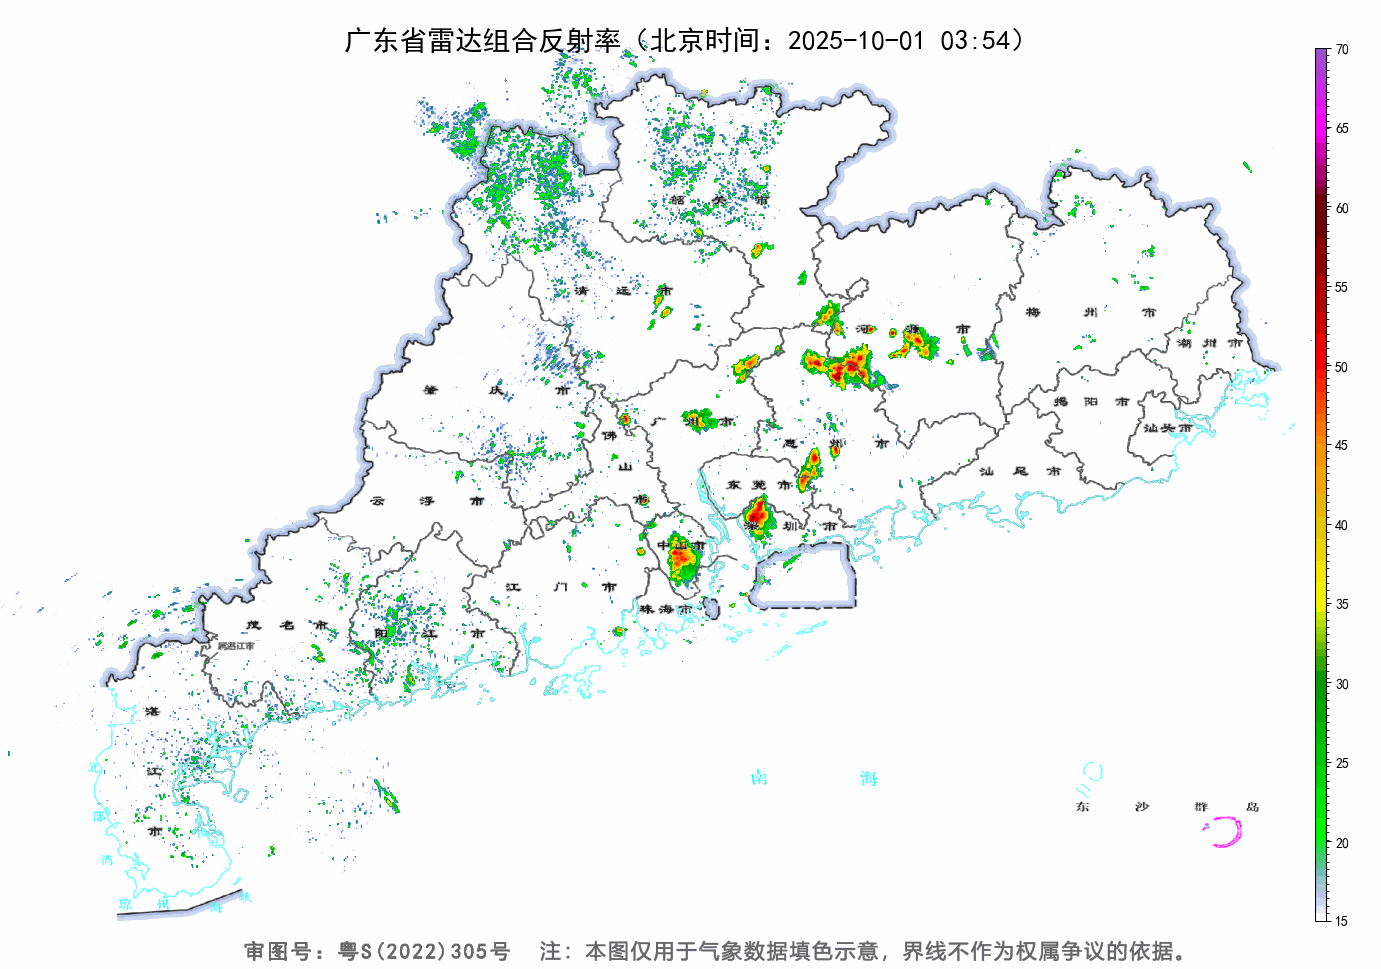 广东省雷达组合反射率（北京时间：2025-10-01 03:54）
70
65
60
55
50
45
40
35
30
25
20
15
韶关市
清远市
河源市
梅州市
潮州市
肇庆市
广州市
佛山市
惠州市
揭阳市
汕头市
汕尾市
云浮市
东莞市
深圳市
中山市
江门市
珠海市
茂名市
属湛江市
阳江市
湛江市
北部湾
南海
东沙群岛
琼州海峡
审图号：粤S(2022)305号 注：本图仅用于气象数据填色示意，界线不作为权属争议的依据。